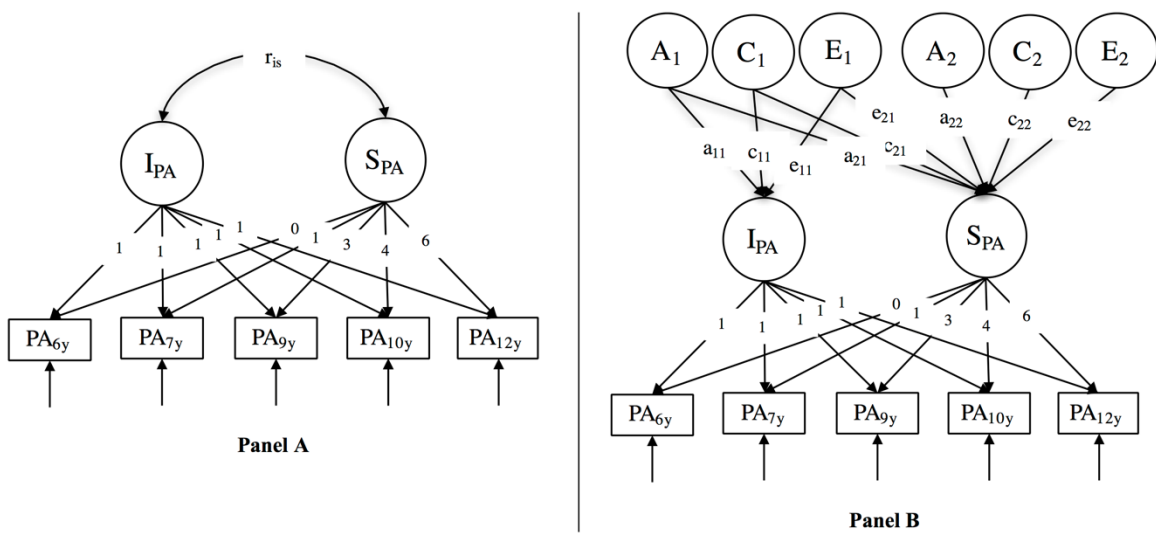 r_is
I_PA S_PA
1 1 1 1 1 0 1 3 4 6
PA_6y PA_7y PA_9y PA_10y PA_12y
Panel A
A_1 C_1 E_1 A_2 C_2 E_2
a_11 c_11 e_11 a_21 c_21 e_21 a_22 c_22 e_22
I_PA S_PA
1 1 1 1 1 0 1 3 4 6
PA_6y PA_7y PA_9y PA_10y PA_12y
Panel B